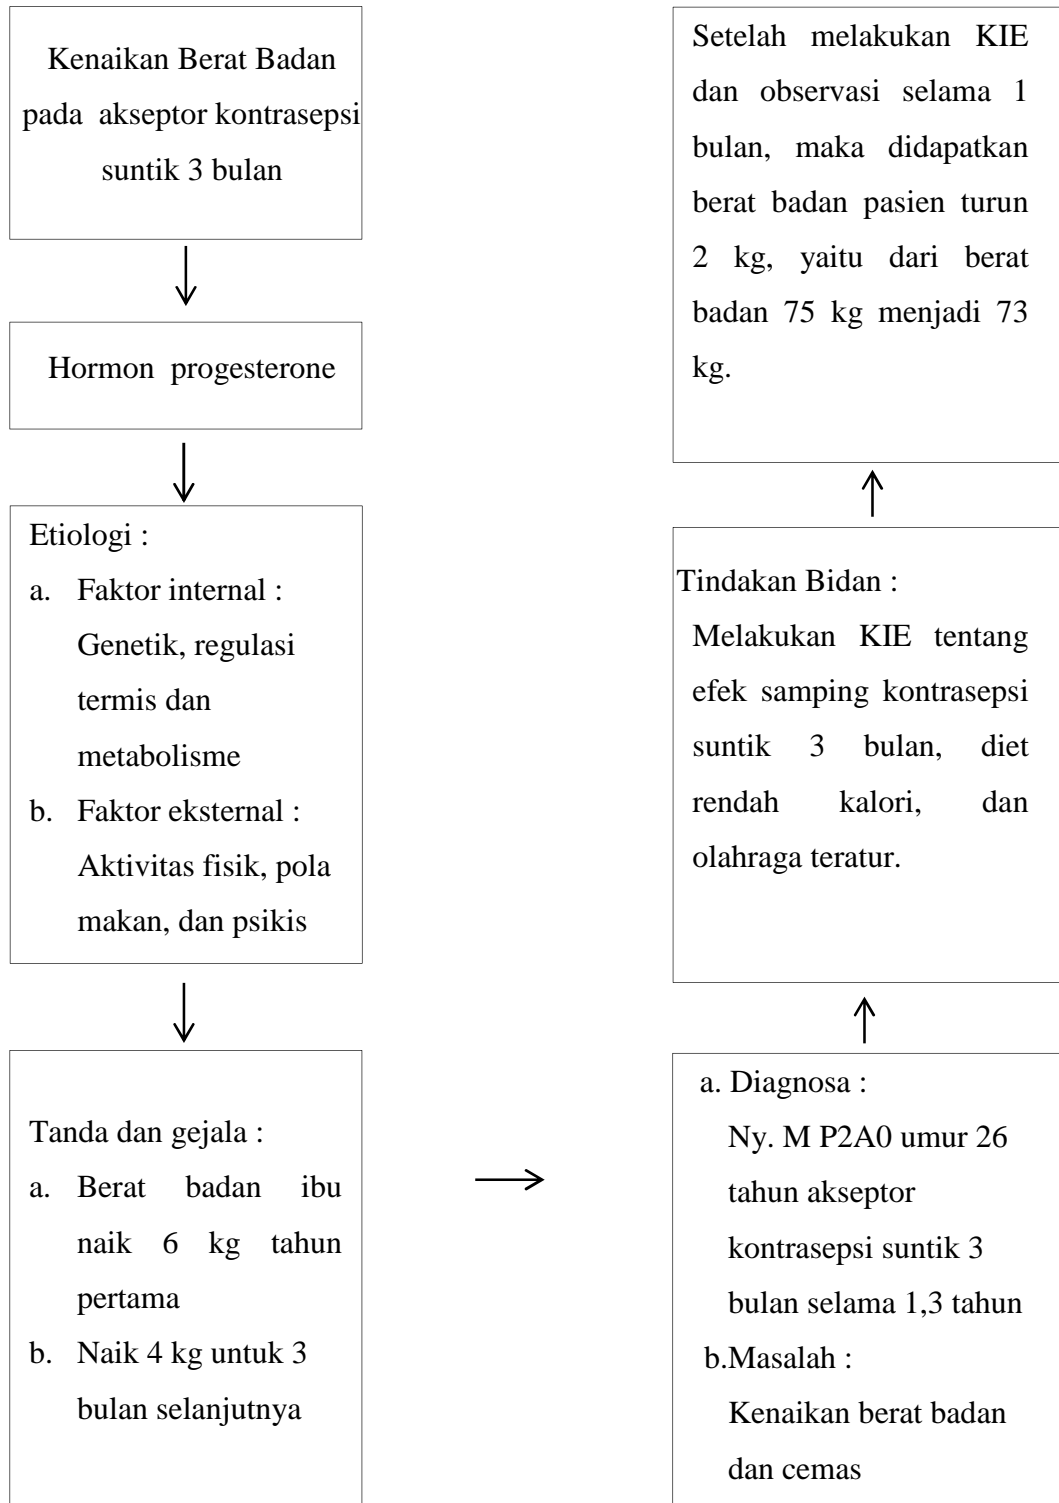 Kenaikan Berat Badan
pada akseptor kontrasepsi
suntik 3 bulan
Hormon progesterone
Etiologi :
a. Faktor internal :
Genetik, regulasi
termis dan
metabolisme
b. Faktor eksternal :
Aktivitas fisik, pola
makan, dan psikis
Tanda dan gejala :
a. Berat badan ibu
naik 6 kg tahun
pertama
b. Naik 4 kg untuk 3
bulan selanjutnya
a. Diagnosa :
Ny. M P2A0 umur 26
tahun akseptor
kontrasepsi suntik 3
bulan selama 1,3 tahun
b.Masalah :
Kenaikan berat badan
dan cemas
Tindakan Bidan :
Melakukan KIE tentang
efek samping kontrasepsi
suntik 3 bulan, diet
rendah kalori, dan
olahraga teratur.
Setelah melakukan KIE
dan observasi selama 1
bulan, maka didapatkan
berat badan pasien turun
2 kg, yaitu dari berat
badan 75 kg menjadi 73
kg.